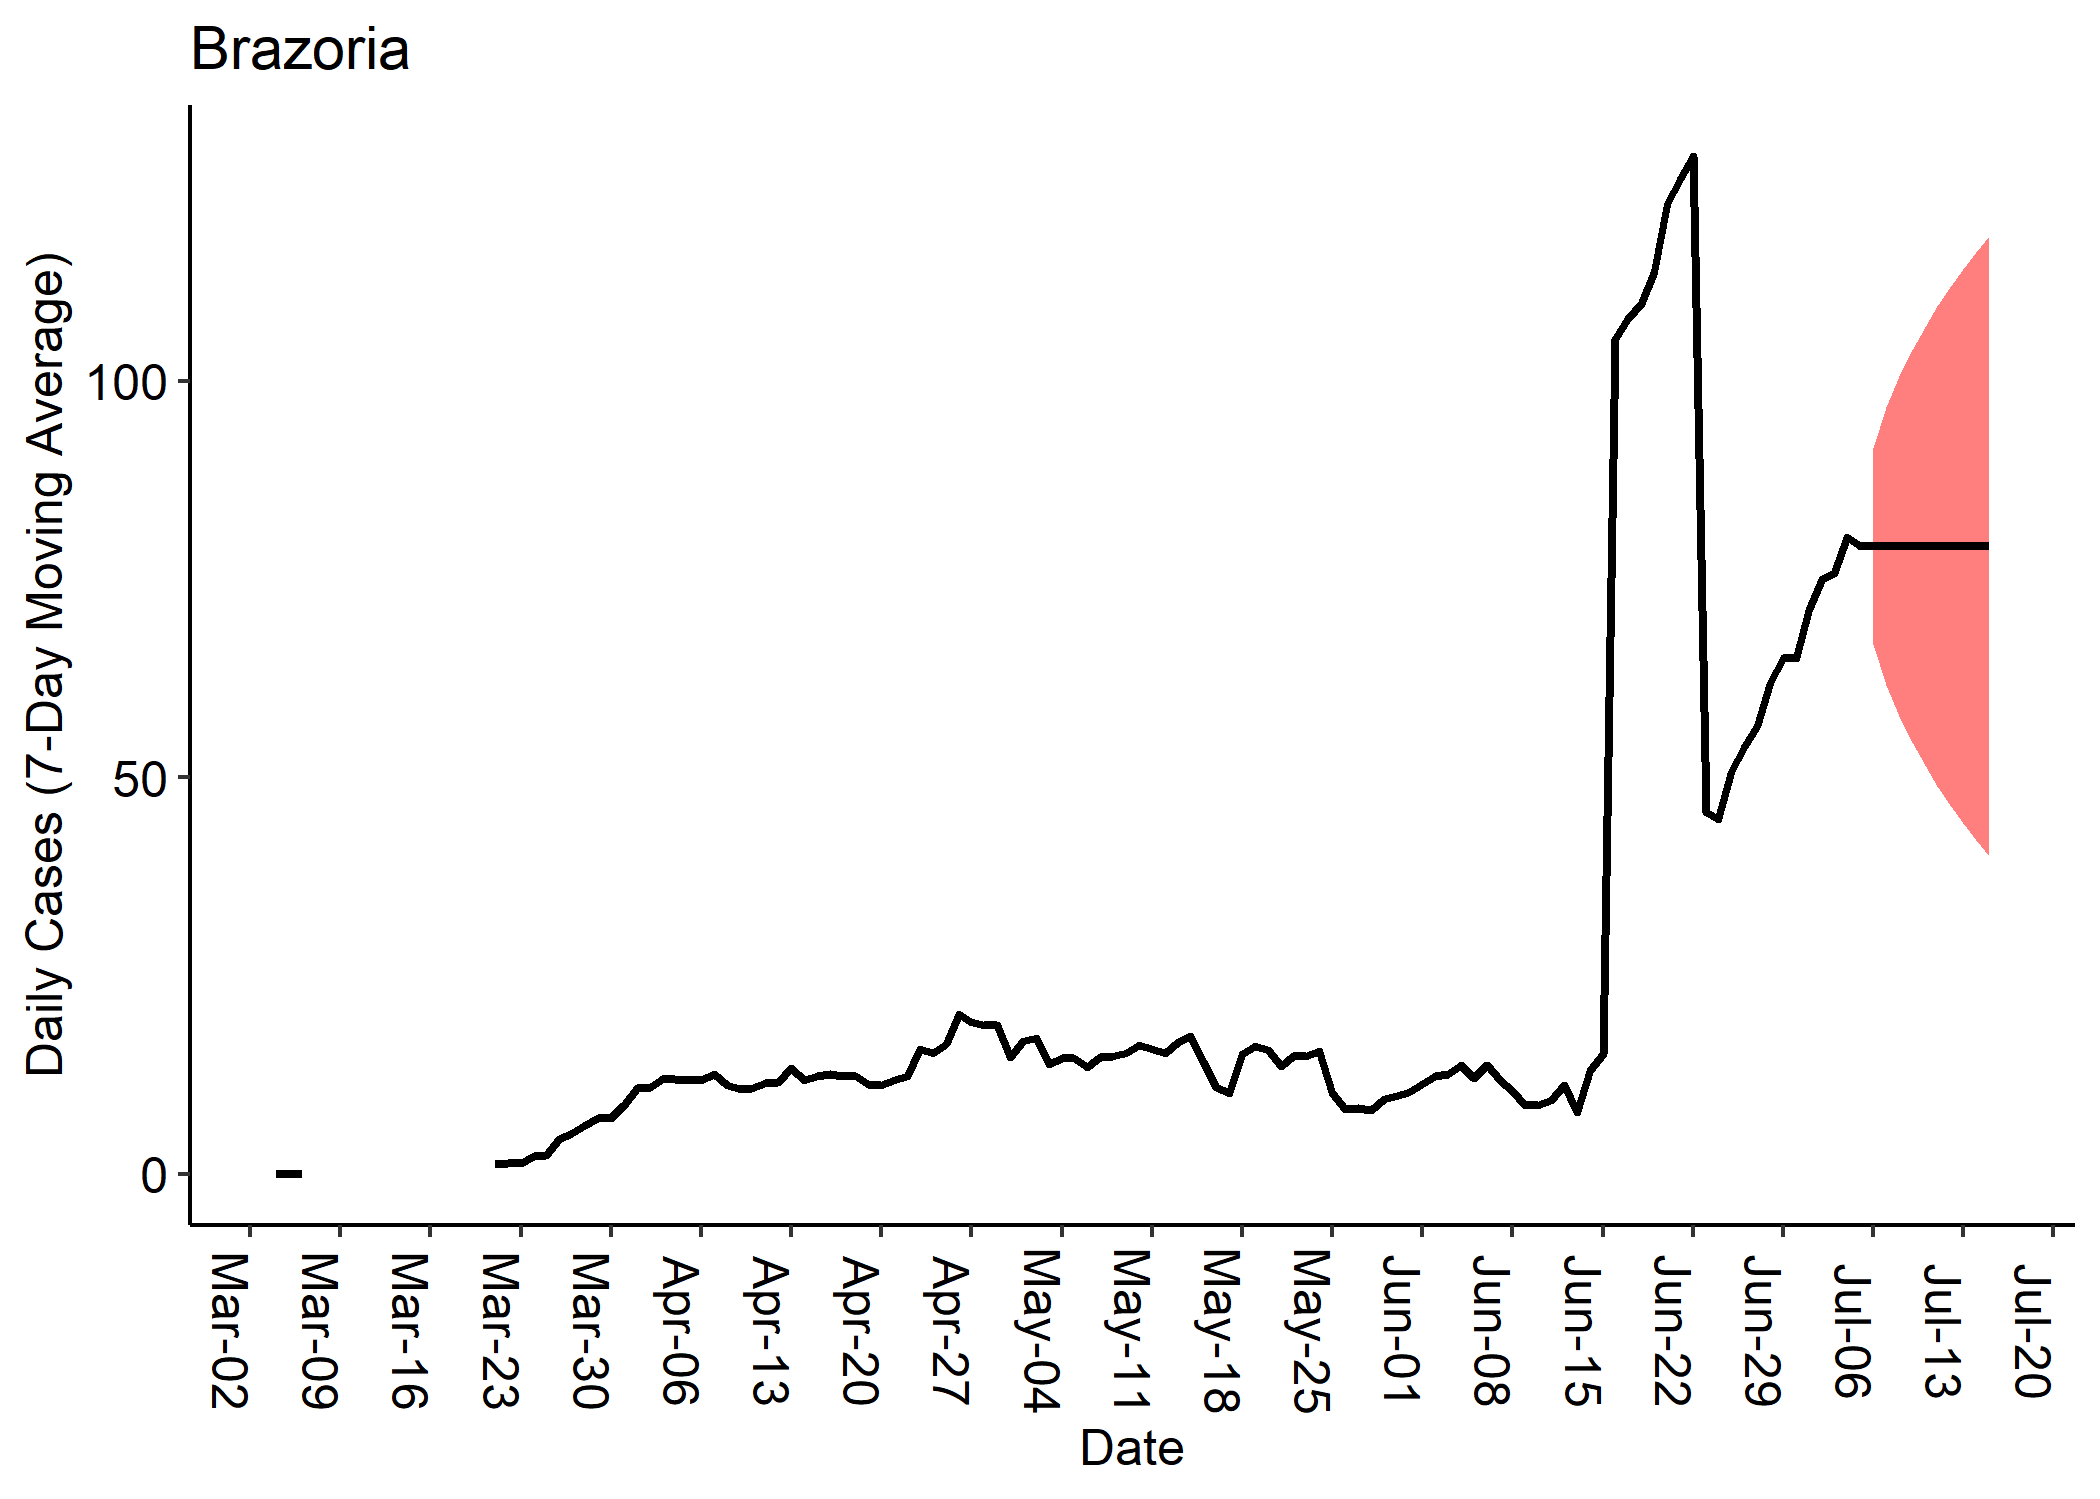 Brazoria
Daily Cases (7-Day Moving Average)
100
50
0
Mar-02
Mar-09
Mar-16
Mar-23
Mar-30
Apr-06
Apr-13
Apr-20
Apr-27
May-04
May-11
May-18
May-25
Jun-01
Jun-08
Jun-15
Jun-22
Jun-29
Jul-06
Jul-13
Jul-20
Date